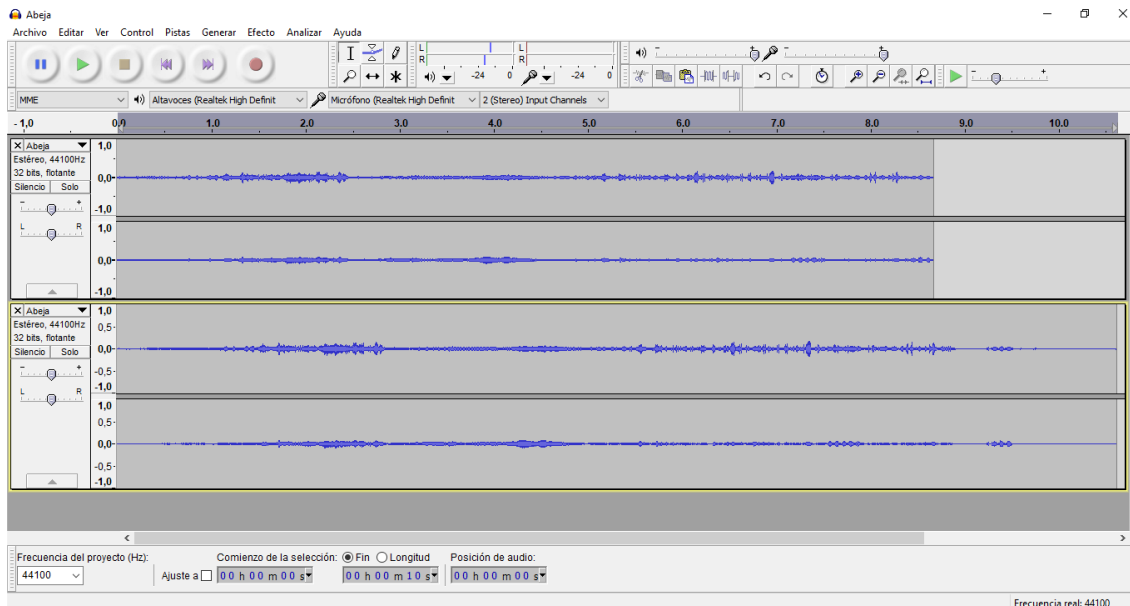 Abeja
Archivo Editar Ver Control Pistas Generar Efecto Analizar Ayuda
L
R
-24 0
L
R
-24 0
MME
Altavoces (Realtek High Definit
Micrófono (Realtek High Definit
2 (Stereo) Input Channels
- 1,0 0,0 1.0 2.0 3.0 4.0 5.0 6.0 7.0 8.0 9.0 10.0
X Abeja
Estéreo, 44100Hz
32 bits, flotante
Silencio Solo
- +
L R
1,0
0,0-
-1,0
1,0
0,0-
-1,0
X Abeja
Estéreo, 44100Hz
32 bits, flotante
Silencio Solo
- +
L R
1,0
0,5-
0,0-
-0,5-
-1,0
1,0
0,5-
0,0-
-0,5-
-1,0
Frecuencia del proyecto (Hz): Comienzo de la selección: Fin Longitud Posición de audio:
44100 Ajuste a 00 h 00 m 00 s 00 h 00 m 10 s 00 h 00 m 00 s
Frecuencia real: 44100